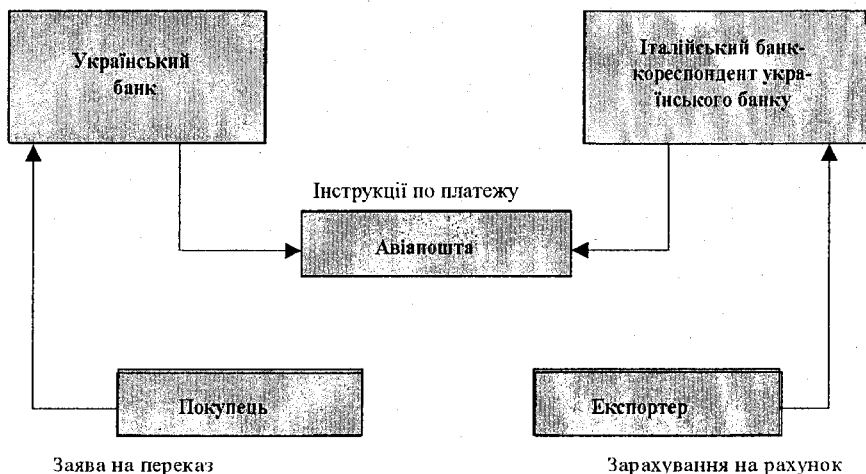 Український
банк
Італійський банк-
кореспондент укра-
їнського банку
Інструкції по платежу
Авіапошта
Покупець
Експортер
Заява на переказ
Зарахування на рахунок